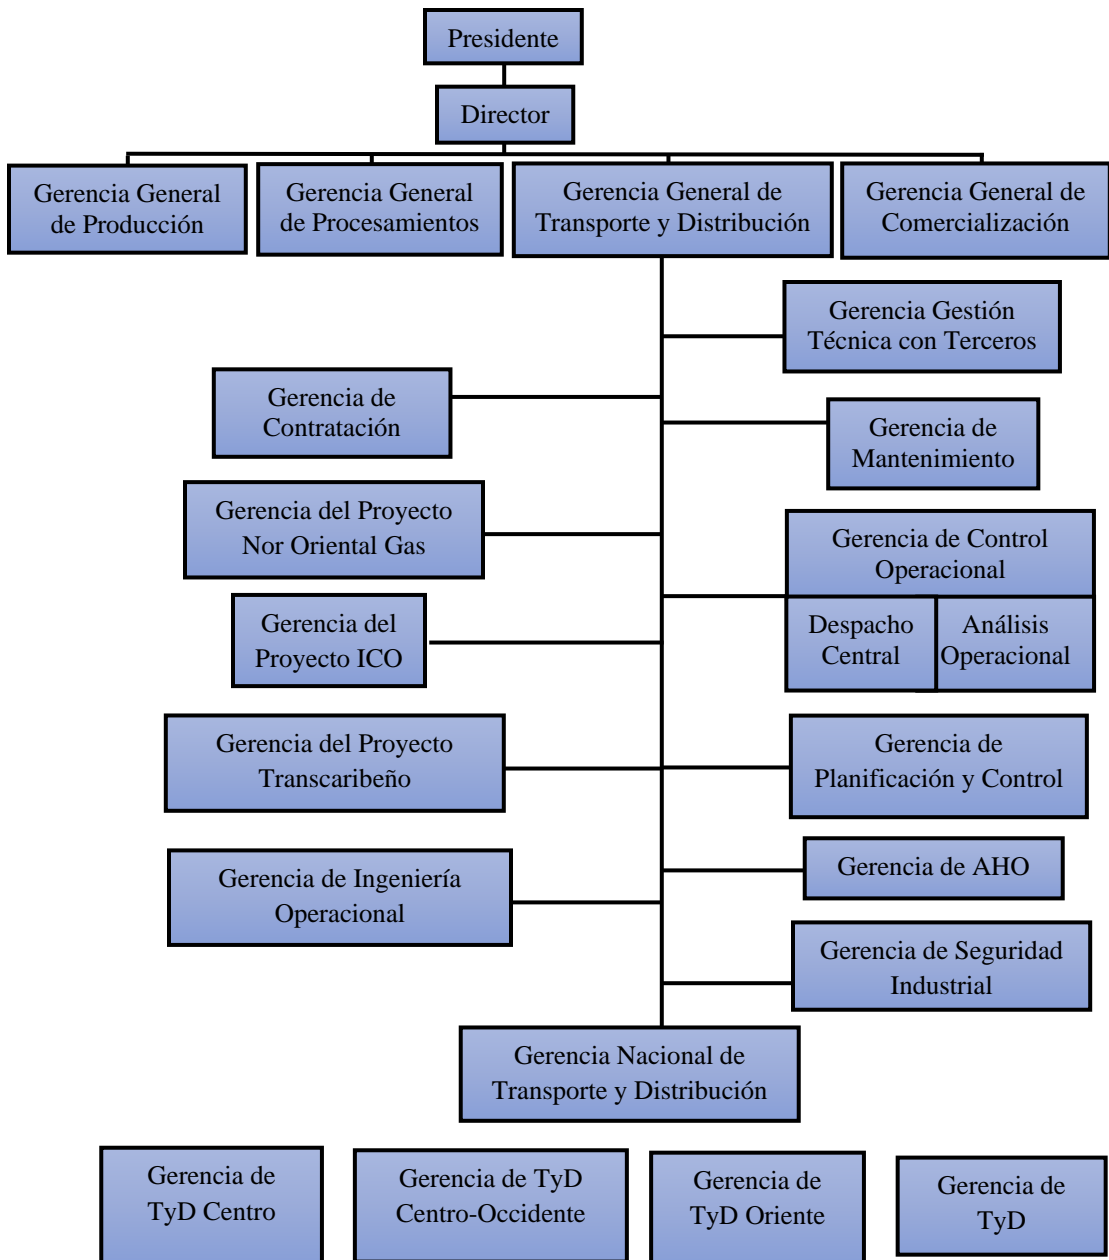 Presidente
Director
Gerencia General
de Producción
Gerencia General
de Procesamientos
Gerencia General de
Transporte y Distribución
Gerencia General de
Comercialización
Gerencia Gestión
Técnica con Terceros
Gerencia de
Contratación
Gerencia de
Mantenimiento
Gerencia del Proyecto
Nor Oriental Gas
Gerencia de Control
Operacional
Despacho
Central
Análisis
Operacional
Gerencia del
Proyecto ICO
Gerencia del Proyecto
Transcaribeño
Gerencia de
Planificación y Control
Gerencia de Ingeniería
Operacional
Gerencia de AHO
Gerencia de Seguridad
Industrial
Gerencia Nacional de
Transporte y Distribución
Gerencia de
TyD Centro
Gerencia de TyD
Centro-Occidente
Gerencia de
TyD Oriente
Gerencia de
TyD